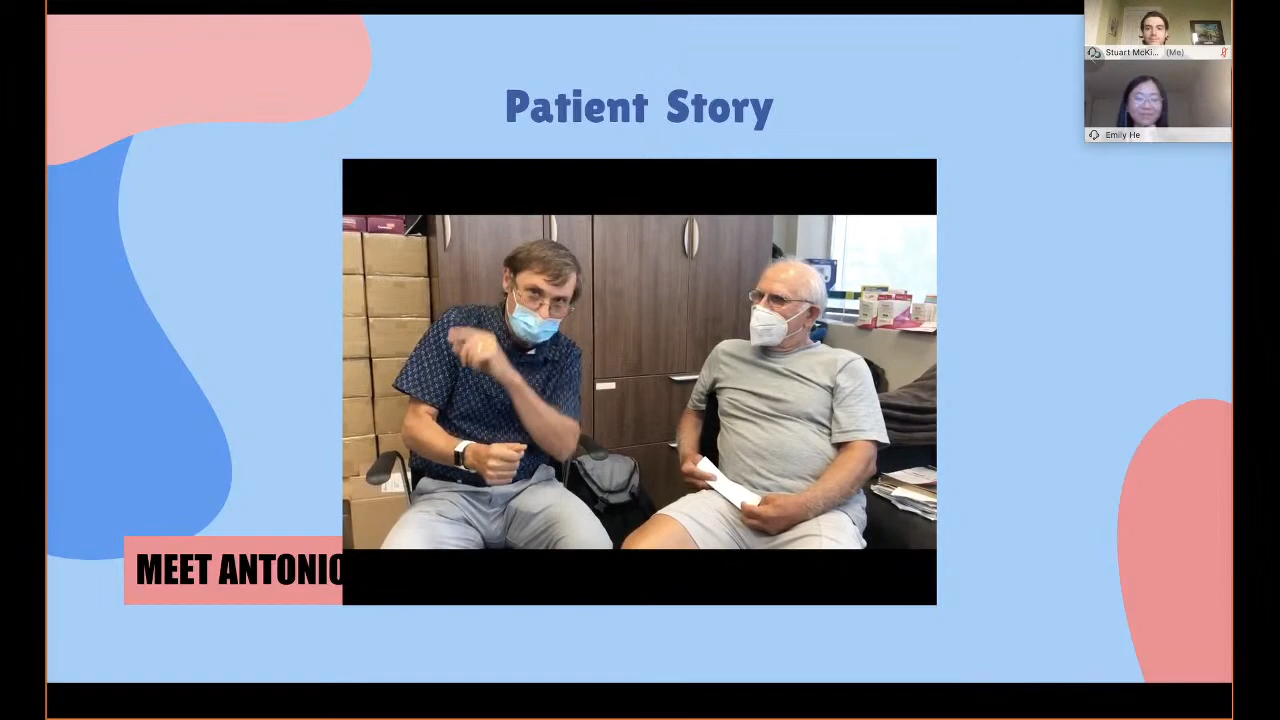 Patient Story
Stuart McKi... (Me)
Emily He
MEET ANTONIO